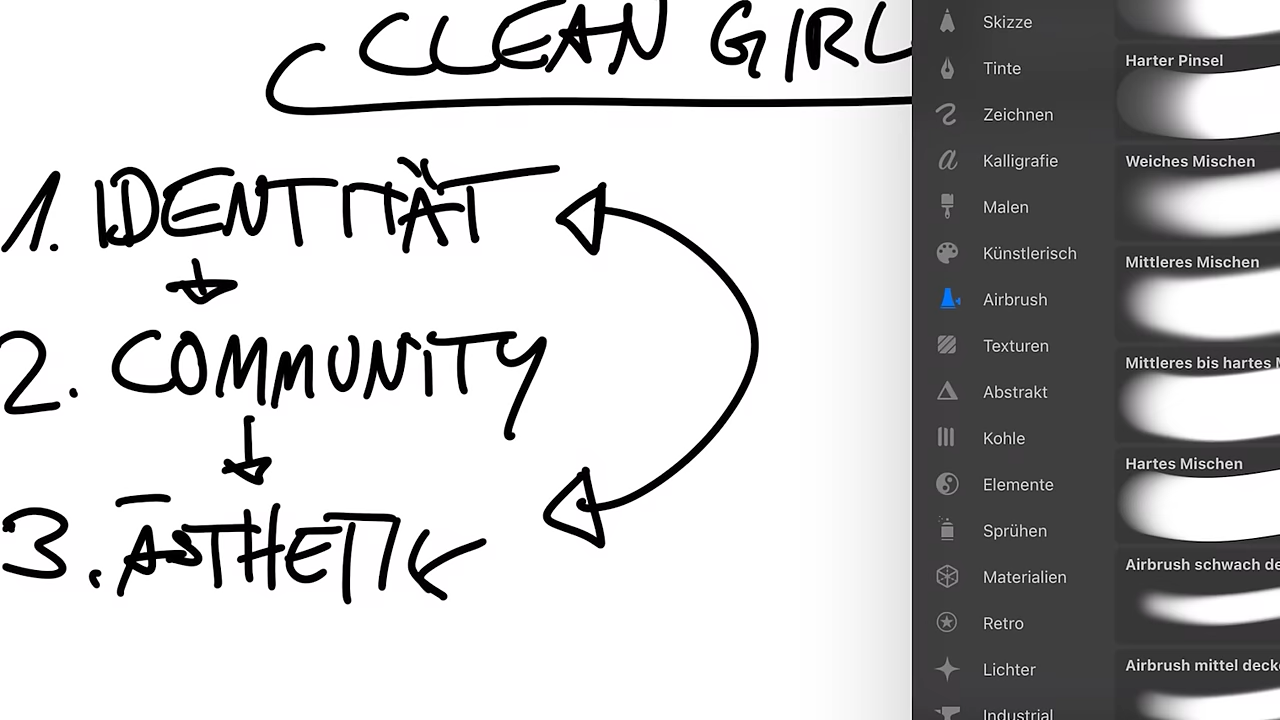 CLEAN GIRL
1. IDENTITÄT
2. COMMUNITY
3. ÄSTHETIK
Skizze
Tinte
Zeichnen
Kalligrafie
Malen
Künstlerisch
Airbrush
Texturen
Abstrakt
Kohle
Elemente
Sprühen
Materialien
Retro
Lichter
Industrial
Harter Pinsel
Weiches Mischen
Mittleres Mischen
Mittleres bis hartes
Hartes Mischen
Airbrush schwach
Airbrush mittel